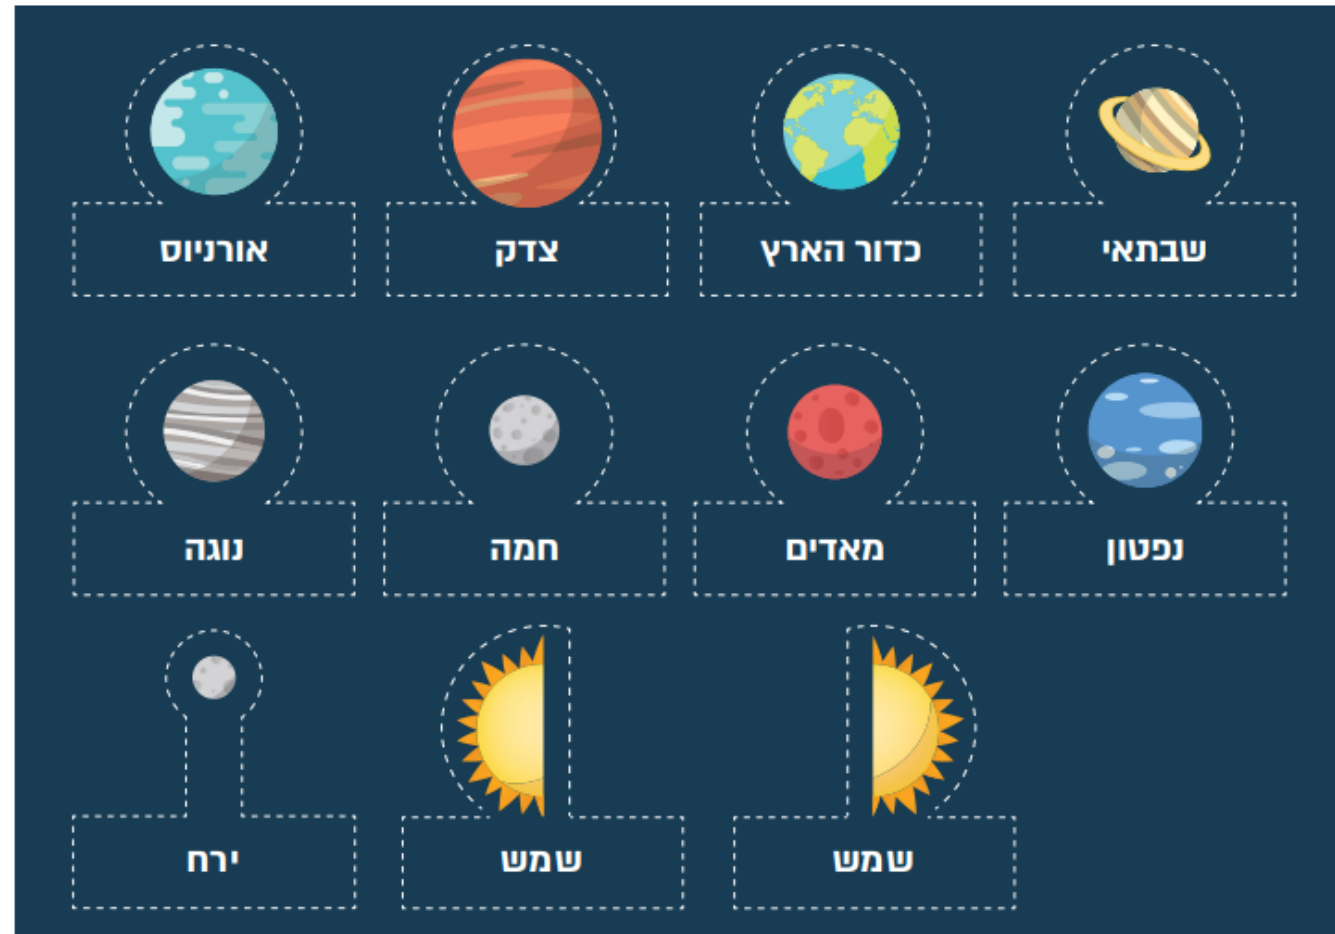 שבתאי
כדור הארץ
צדק
אורניוס
נפטון
מאדים
חמה
נוגה
שמש
שמש
ירח